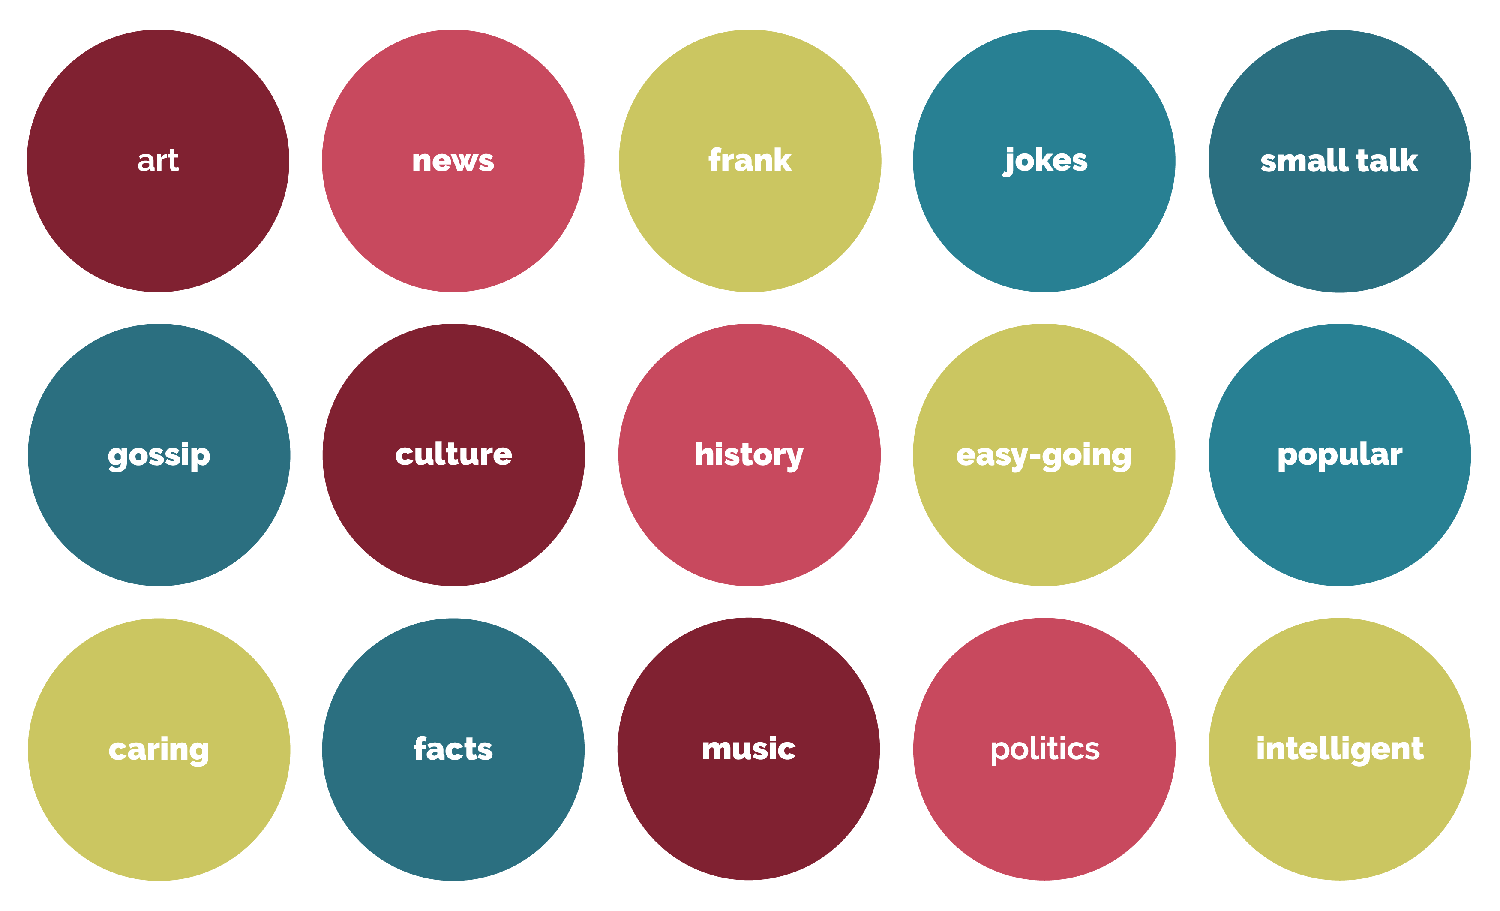 art
news
frank
jokes
small talk
gossip
culture
history
easy-going
popular
caring
facts
music
politics
intelligent